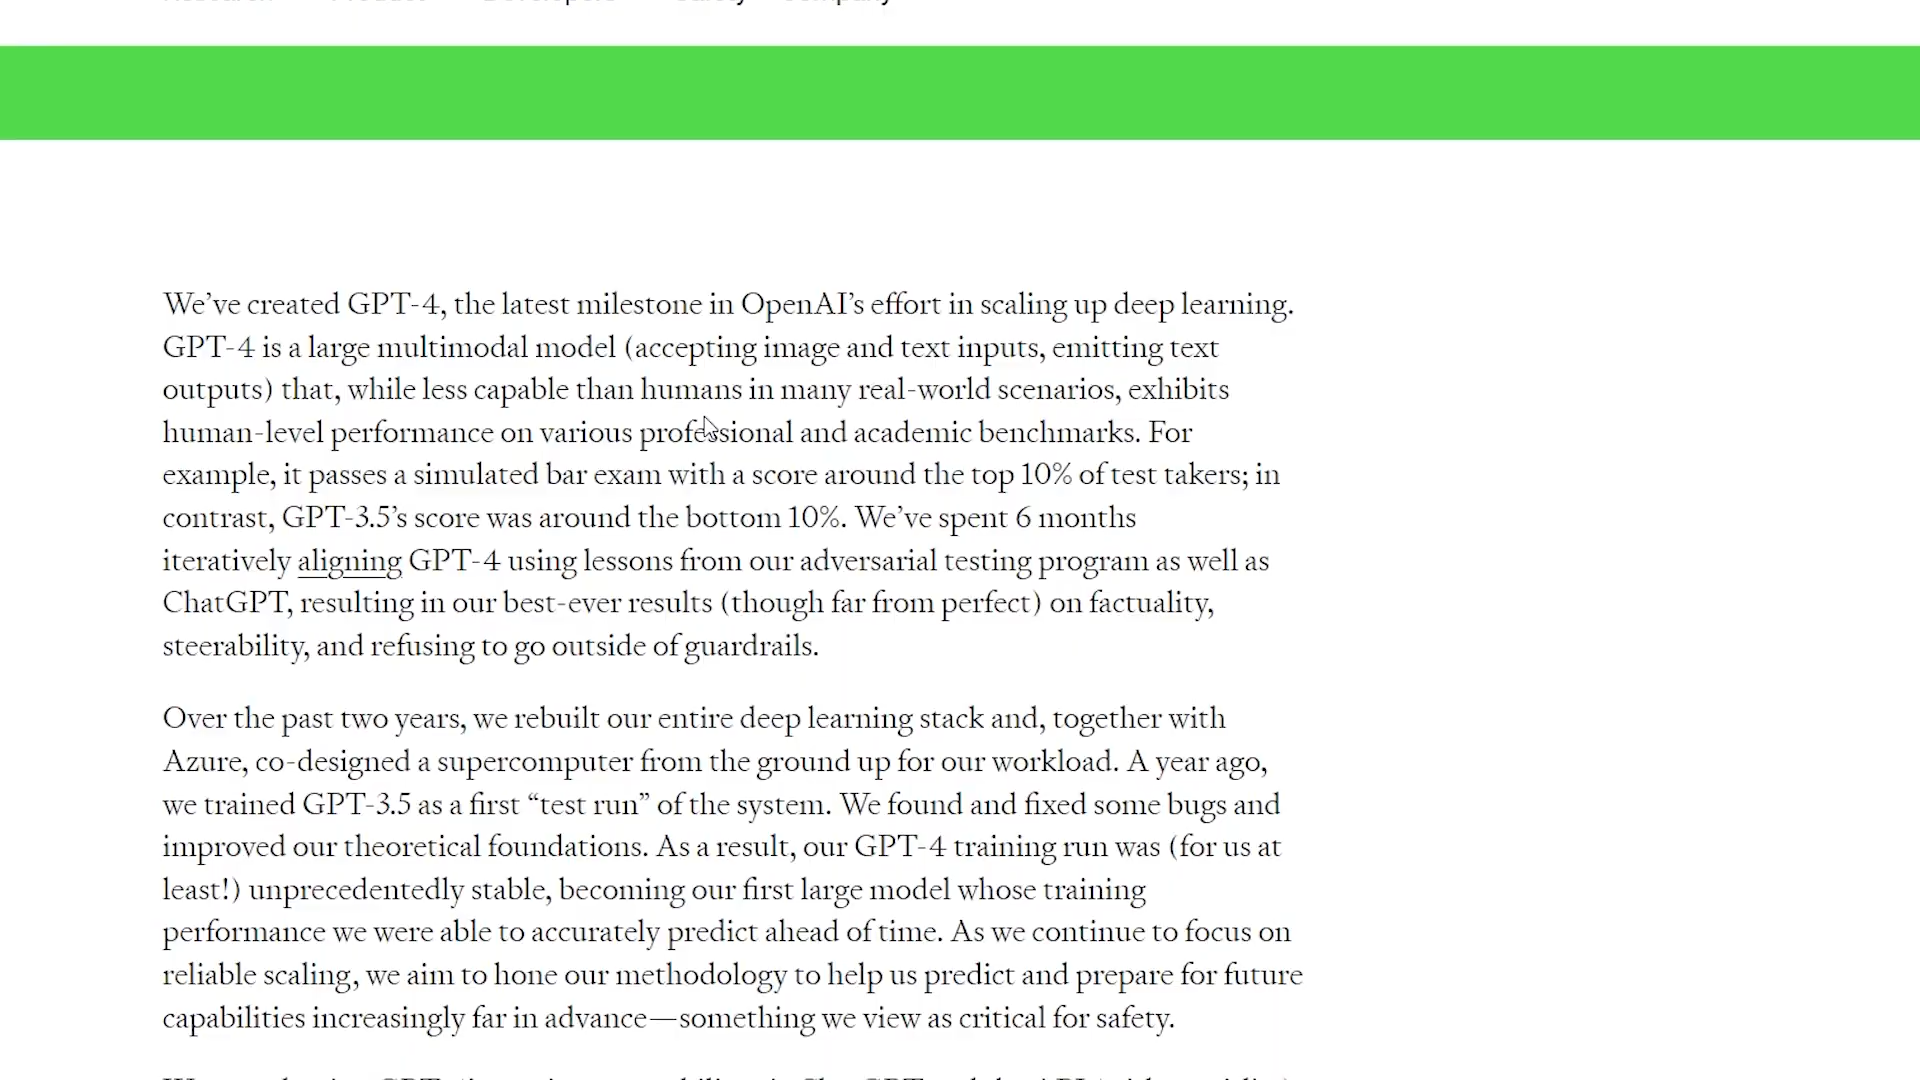 Safety Company
We’ve created GPT-4, the latest milestone in OpenAI’s effort in scaling up deep learning.
GPT-4 is a large multimodal model (accepting image and text inputs, emitting text
outputs) that, while less capable than humans in many real-world scenarios, exhibits
human-level performance on various professional and academic benchmarks. For
example, it passes a simulated bar exam with a score around the top 10% of test takers; in
contrast, GPT-3.5’s score was around the bottom 10%. We’ve spent 6 months
iteratively aligning GPT-4 using lessons from our adversarial testing program as well as
ChatGPT, resulting in our best-ever results (though far from perfect) on factuality,
steerability, and refusing to go outside of guardrails.
Over the past two years, we rebuilt our entire deep learning stack and, together with
Azure, co-designed a supercomputer from the ground up for our workload. A year ago,
we trained GPT-3.5 as a first “test run” of the system. We found and fixed some bugs and
improved our theoretical foundations. As a result, our GPT-4 training run was (for us at
least!) unprecedentedly stable, becoming our first large model whose training
performance we were able to accurately predict ahead of time. As we continue to focus on
reliable scaling, we aim to hone our methodology to help us predict and prepare for future
capabilities increasingly far in advance—something we view as critical for safety.